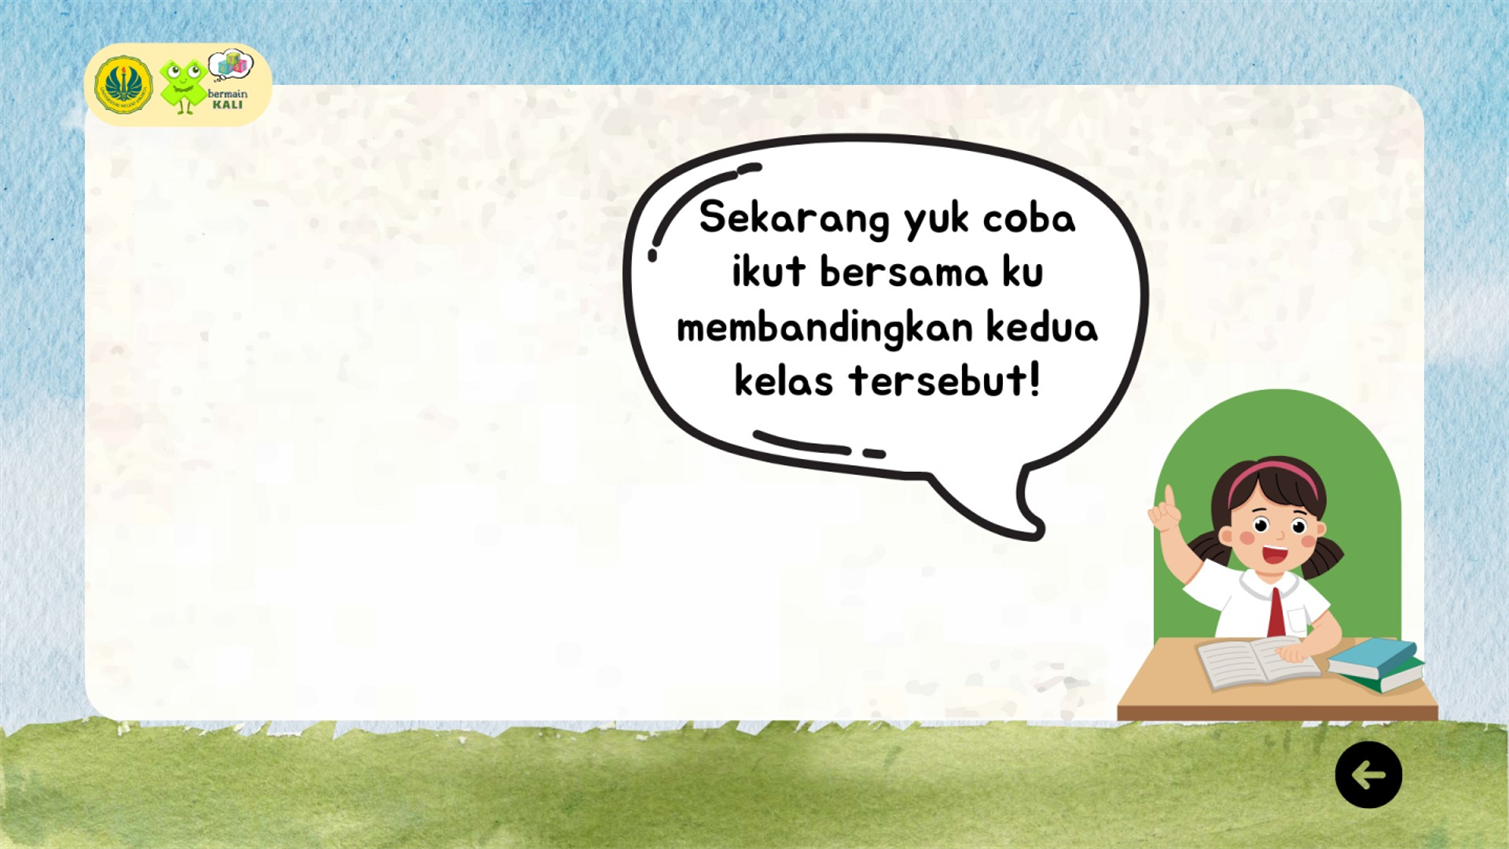 bermain
KALI
Sekarang yuk coba
ikut bersama ku
membandingkan kedua
kelas tersebut!